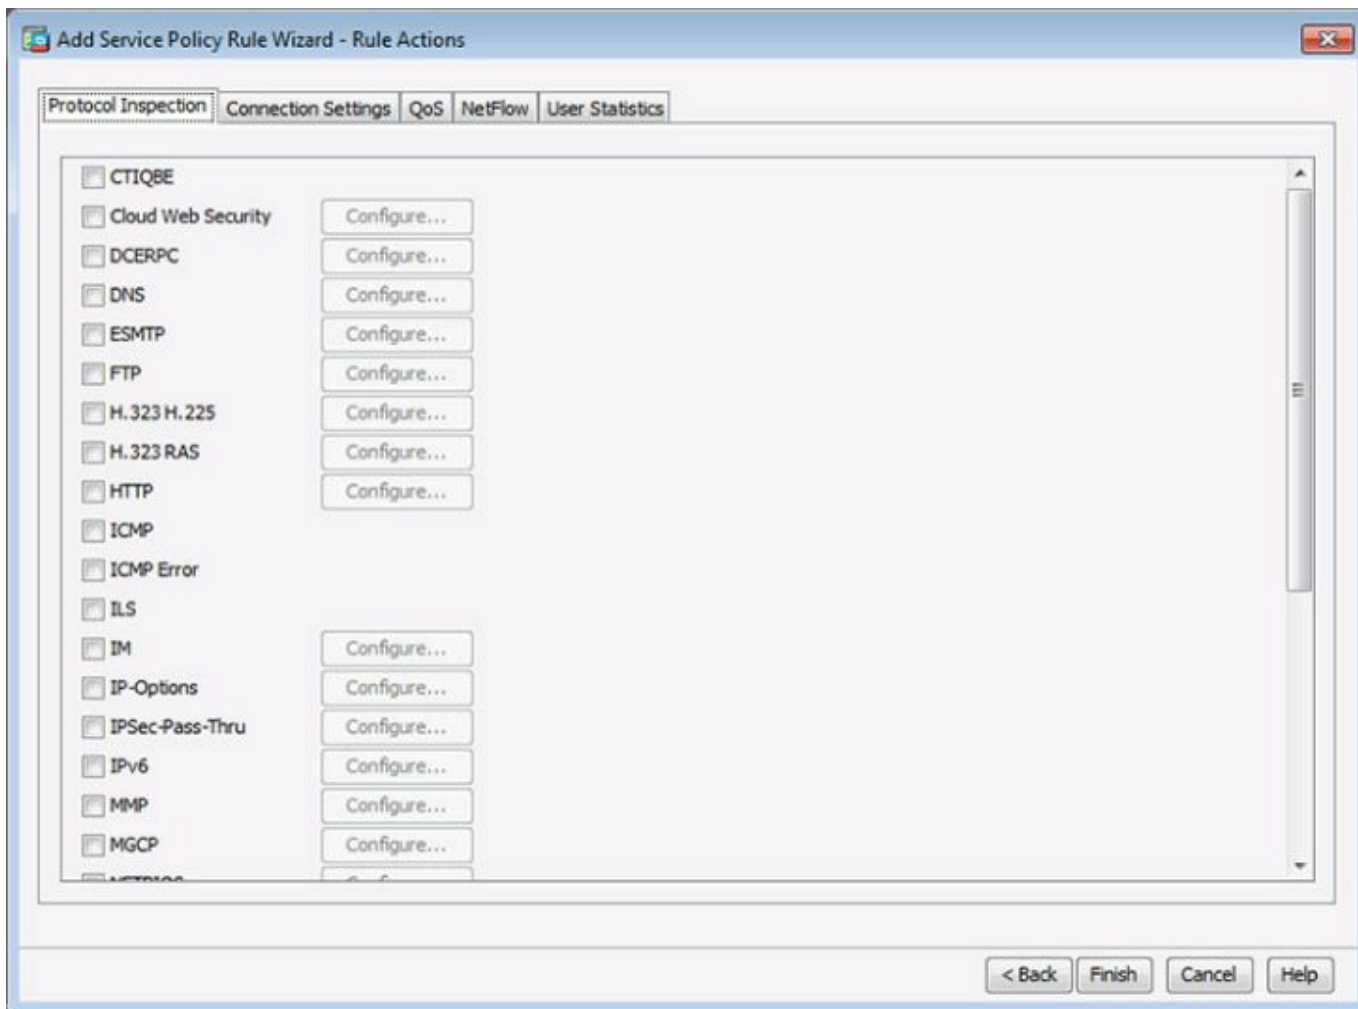 Add Service Policy Rule Wizard - Rule Actions
Protocol Inspection Connection Settings QoS NetFlow User Statistics
CTIQBE
Cloud Web Security Configure...
DCERPC Configure...
DNS Configure...
ESMTP Configure...
FTP Configure...
H.323 H.225 Configure...
H.323 RAS Configure...
HTTP Configure...
ICMP
ICMP Error
ILS
IM Configure...
IP-Options Configure...
IPSec-Pass-Thru Configure...
IPv6 Configure...
MMP Configure...
MGCP Configure...
< Back Finish Cancel Help